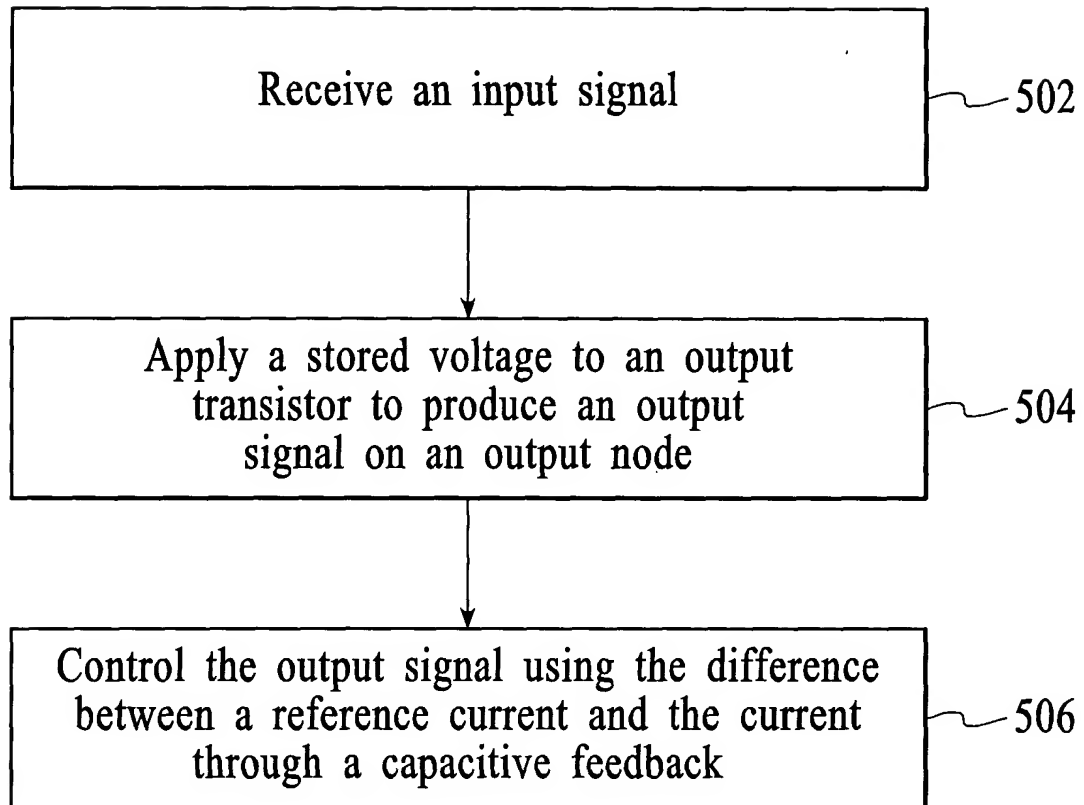 Receive an input signal
502
Apply a stored voltage to an output
transistor to produce an output
signal on an output node
504
Control the output signal using the difference
between a reference current and the current
through a capacitive feedback
506